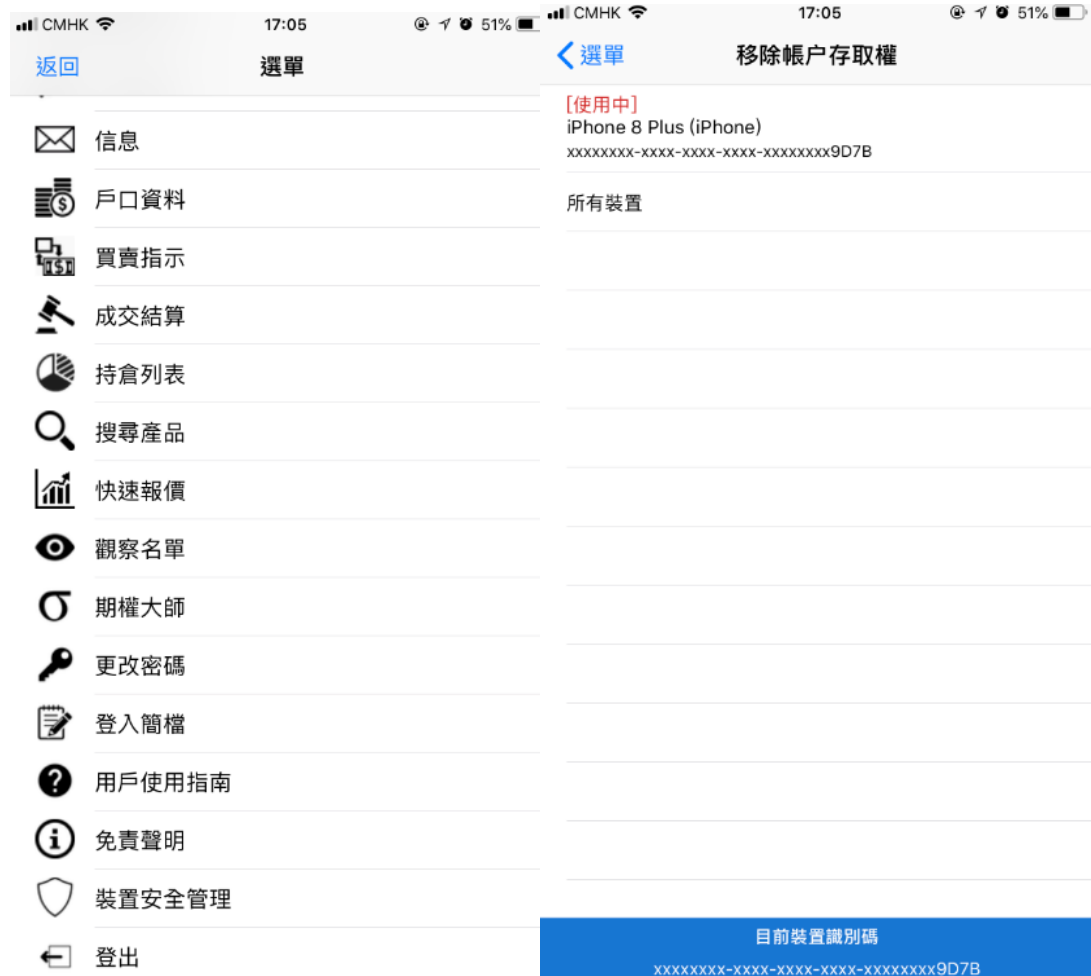 CMHK 17:05 51%
返回 選單
信息
戶口資料
買賣指示
成交結算
持倉列表
搜尋產品
快速報價
觀察名單
期權大師
更改密碼
登入簡檔
用戶使用指南
免責聲明
裝置安全管理
登出
CMHK 17:05 51%
選單 移除帳户存取權
[使用中]
iPhone 8 Plus (iPhone)
xxxxxxxx-xxxx-xxxx-xxxx-xxxxxxxx9D7B
所有裝置
目前裝置識別碼
xxxxxxxx-xxxx-xxxx-xxxx-xxxxxxxx9D7B